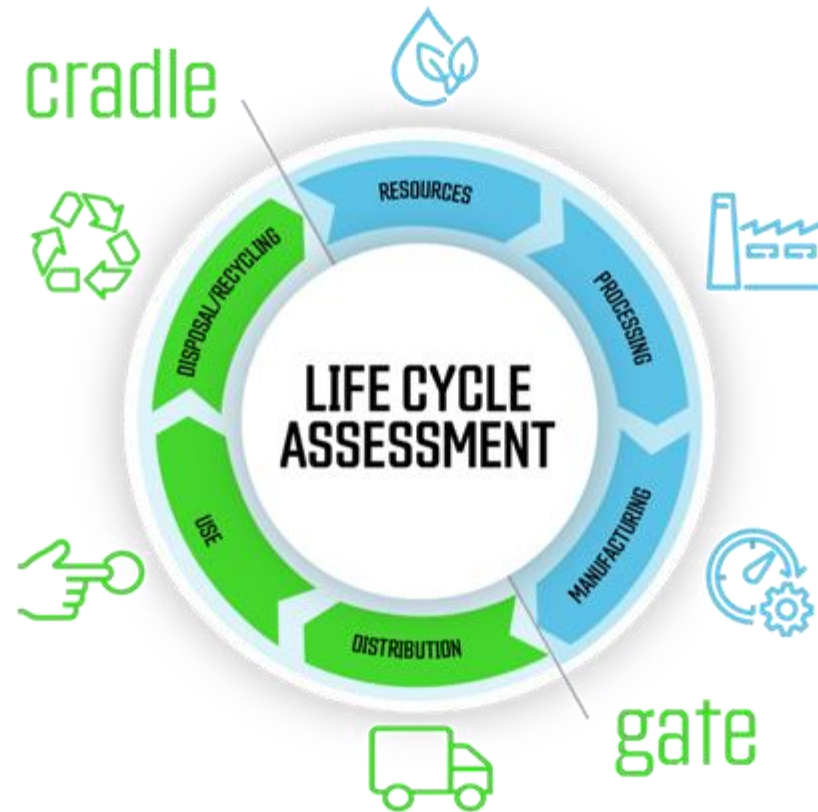 cradle
RESOURCES
PROCESSING
MANUFACTURING
DISTRIBUTION
USE
DISPOSAL/RECYCLING
LIFE CYCLE
ASSESSMENT
gate